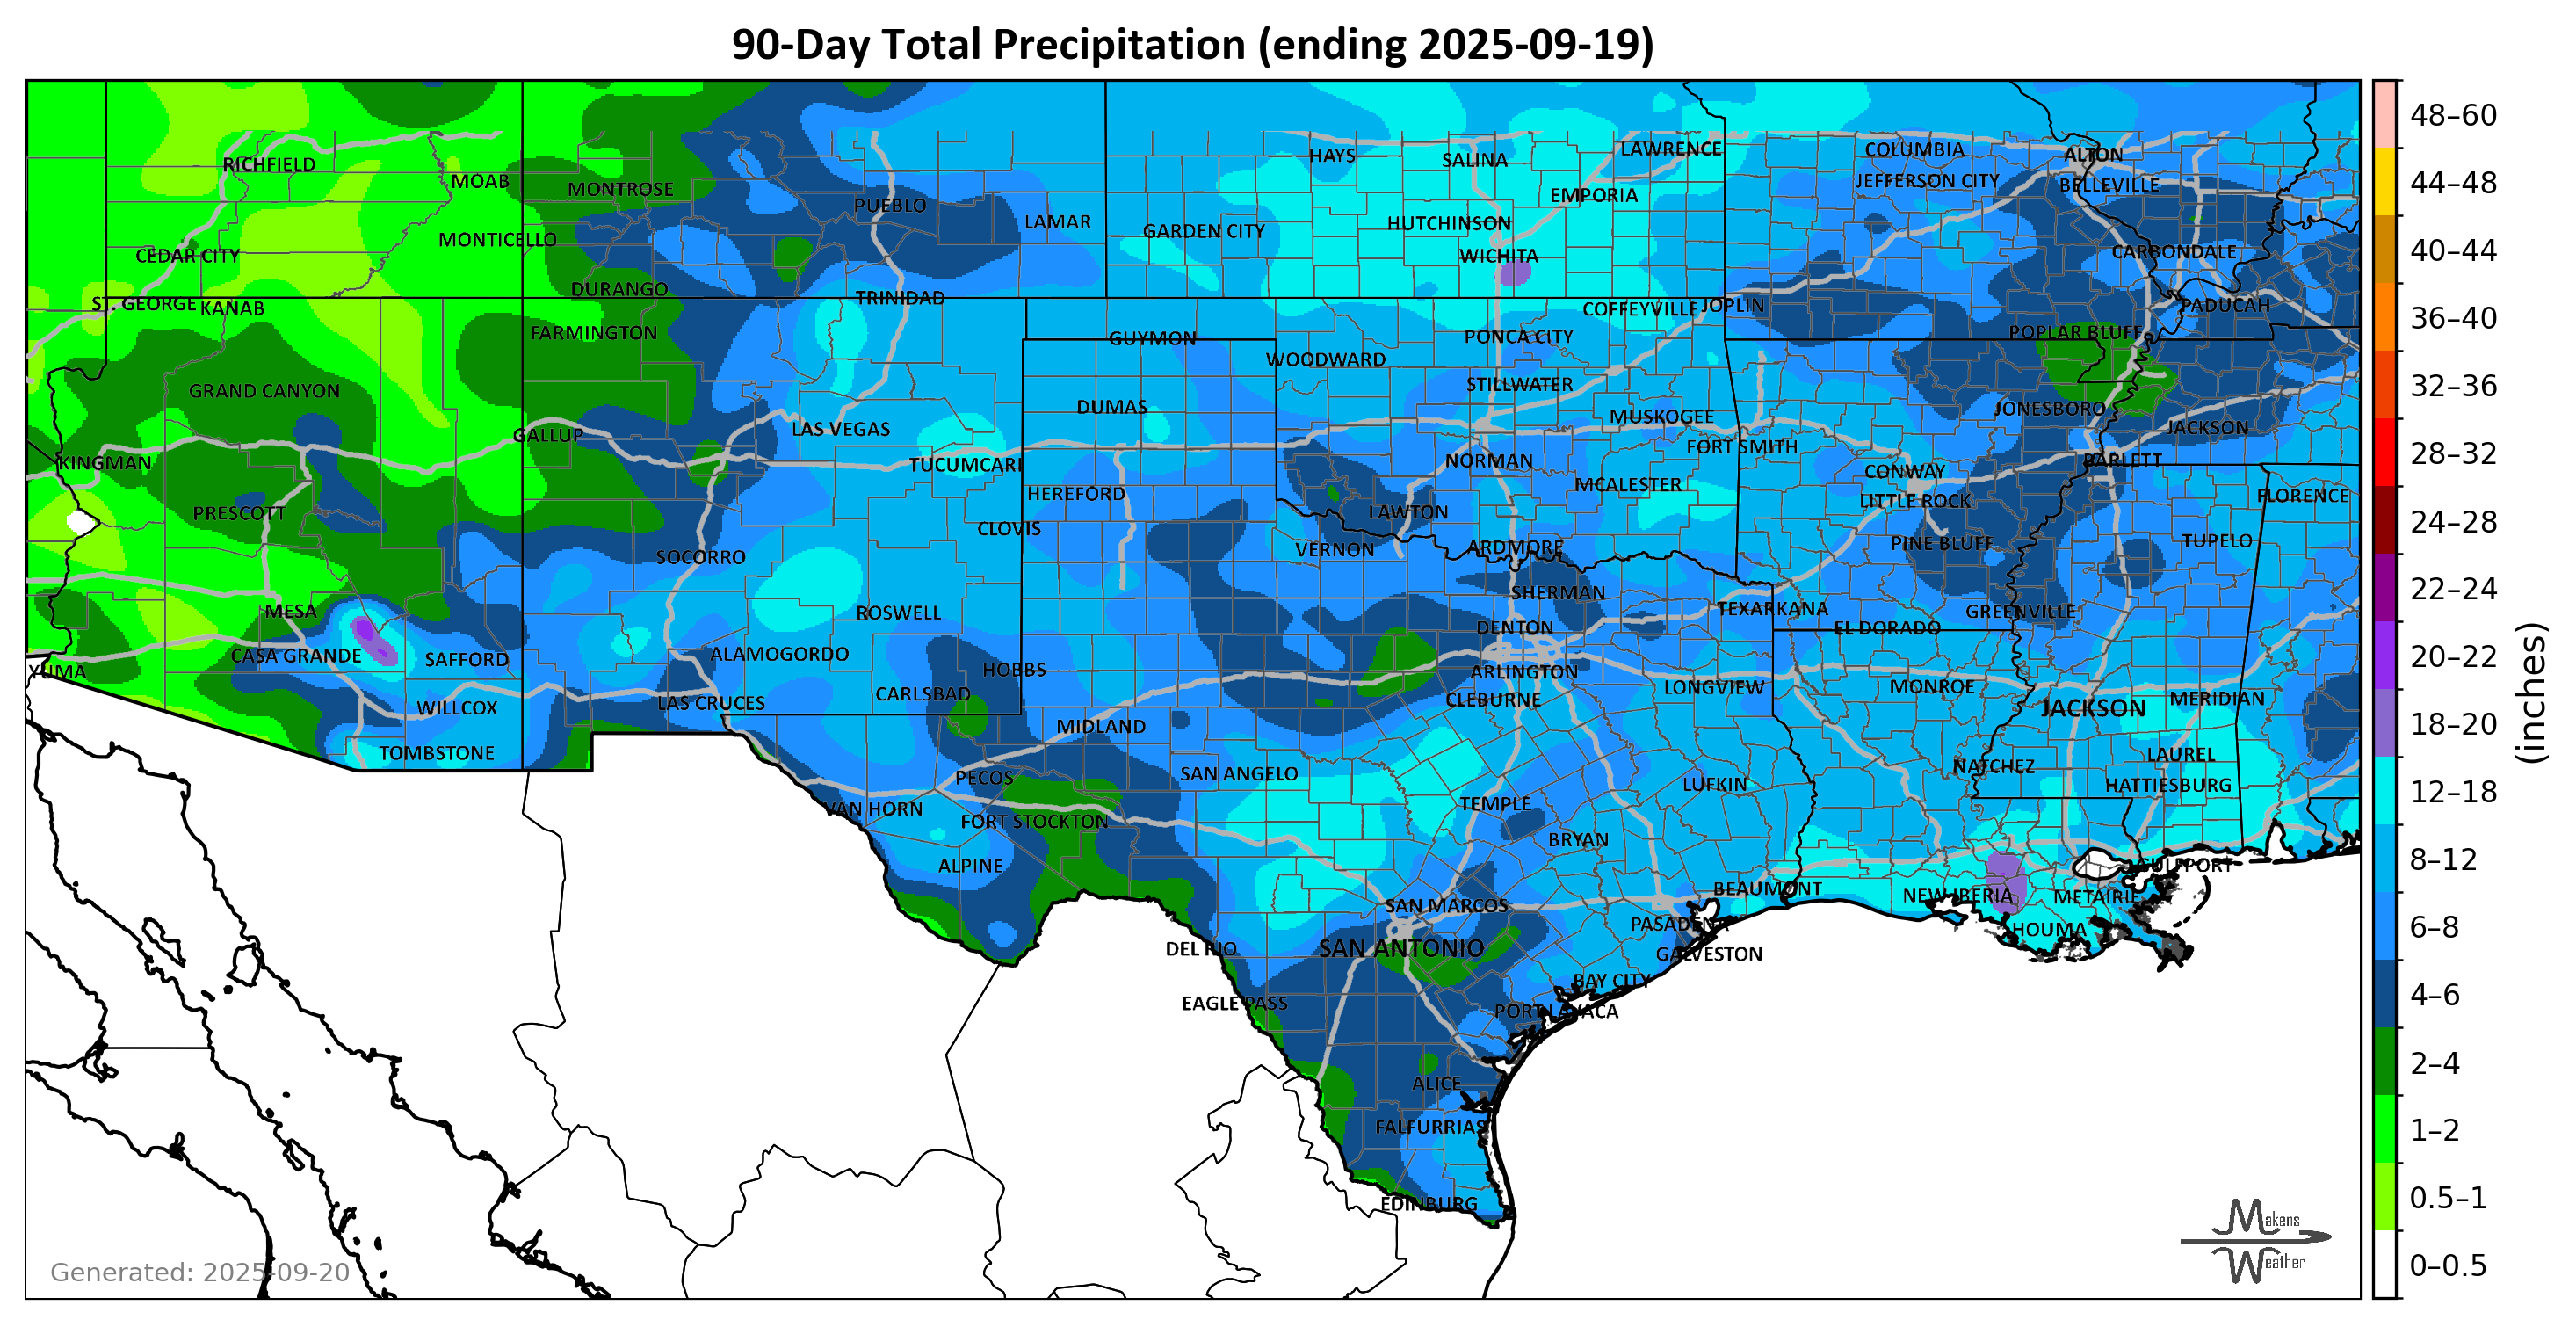 90-Day Total Precipitation (ending 2025-09-19)
HAYS
SALINA
LAWRENCE
COLUMBIA
ALTON
RICHFIELD
MOAB
MONTROSE
EMPORIA
JEFFERSON CITY
BELLEVILLE
PUEBLO
LAMAR
GARDEN CITY
HUTCHINSON
MONTICELLO
CEDAR CITY
WICHITA
CARBONDALE
DURANGO
TRINIDAD
ST. GEORGE
KANAB
COFFEYVILLE
JOPLIN
PADUCAH
FARMINGTON
GUYMON
WOODWARD
PONCA CITY
POPLAR BLUFF
GRAND CANYON
STILLWATER
DUMAS
MUSKOGEE
JONESBORO
JACKSON
GALLUP
LAS VEGAS
FORT SMITH
KINGMAN
TUCUMCARI
NORMAN
CONWAY
BARLETT
HEREFORD
MCALESTER
LITTLE ROCK
FLORENCE
PRESCOTT
CLOVIS
LAWTON
SOCORRO
VERNON
ARDMORE
PINE BLUFF
TUPELO
MESA
ROSWELL
SHERMAN
TEXARKANA
GREENVILLE
DENTON
EL DORADO
CASA GRANDE
SAFFORD
ALAMOGORDO
HOBBS
YUMA
ARLINGTON
LONGVIEW
MONROE
MERIDIAN
WILLCOX
LAS CRUCES
CARLSBAD
CLEBURNE
JACKSON
MIDLAND
TOMBSTONE
PECOS
SAN ANGELO
LUFKIN
NATCHEZ
LAUREL
HATTIESBURG
VAN HORN
FORT STOCKTON
TEMPLE
BRYAN
ALPINE
GULFPORT
BEAUMONT
NEW IBERIA
METAIRIE
SAN MARCOS
PASADENA
HOUMA
DEL RIO
SAN ANTONIO
GALVESTON
EAGLE PASS
BAY CITY
PORT LAVACA
ALICE
FALFURRIAS
EDINBURG
Generated: 2025-09-20
Makens
Weather
48–60
44–48
40–44
36–40
32–36
28–32
24–28
22–24
20–22
18–20
12–18
8–12
6–8
4–6
2–4
1–2
0.5–1
0–0.5
(inches)